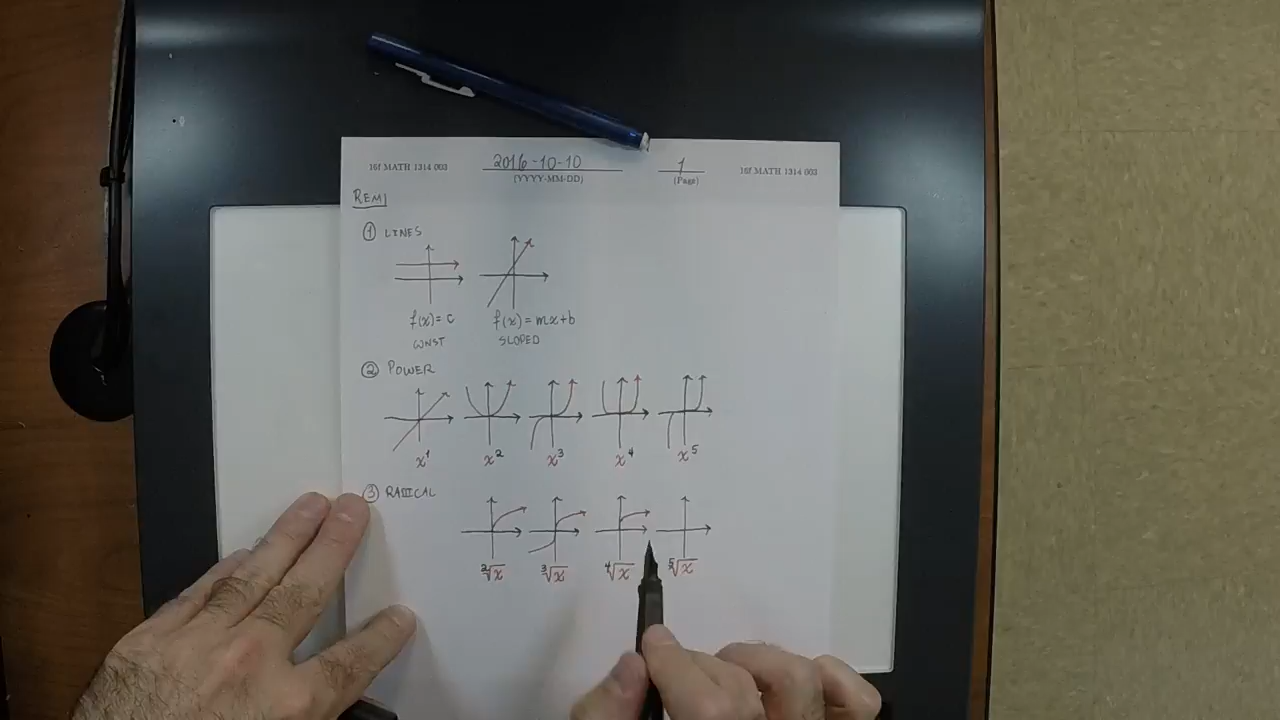 16f MATH 1314 003 2016-10-10 1 16f MATH 1314 003
(YYYY-MM-DD) (Page)
REM
① LINES
f(x)=c f(x)=mx+b
CONST SLOPED
② POWER
x¹ x² x³ x⁴ x⁵
③ RADICAL
²√x ³√x ⁴√x ⁵√x